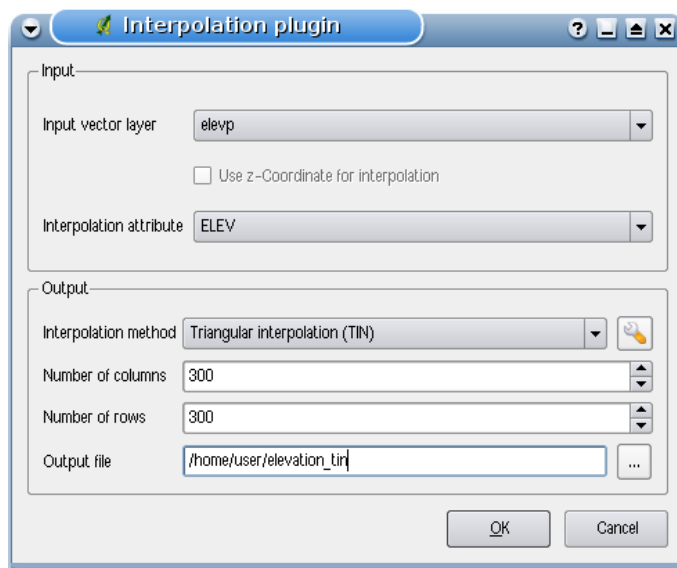 Interpolation plugin
Input
Input vector layer elevp
Use z-Coordinate for interpolation
Interpolation attribute ELEV
Output
Interpolation method Triangular interpolation (TIN)
Number of columns 300
Number of rows 300
Output file /home/user/elevation_tin ...
OK Cancel